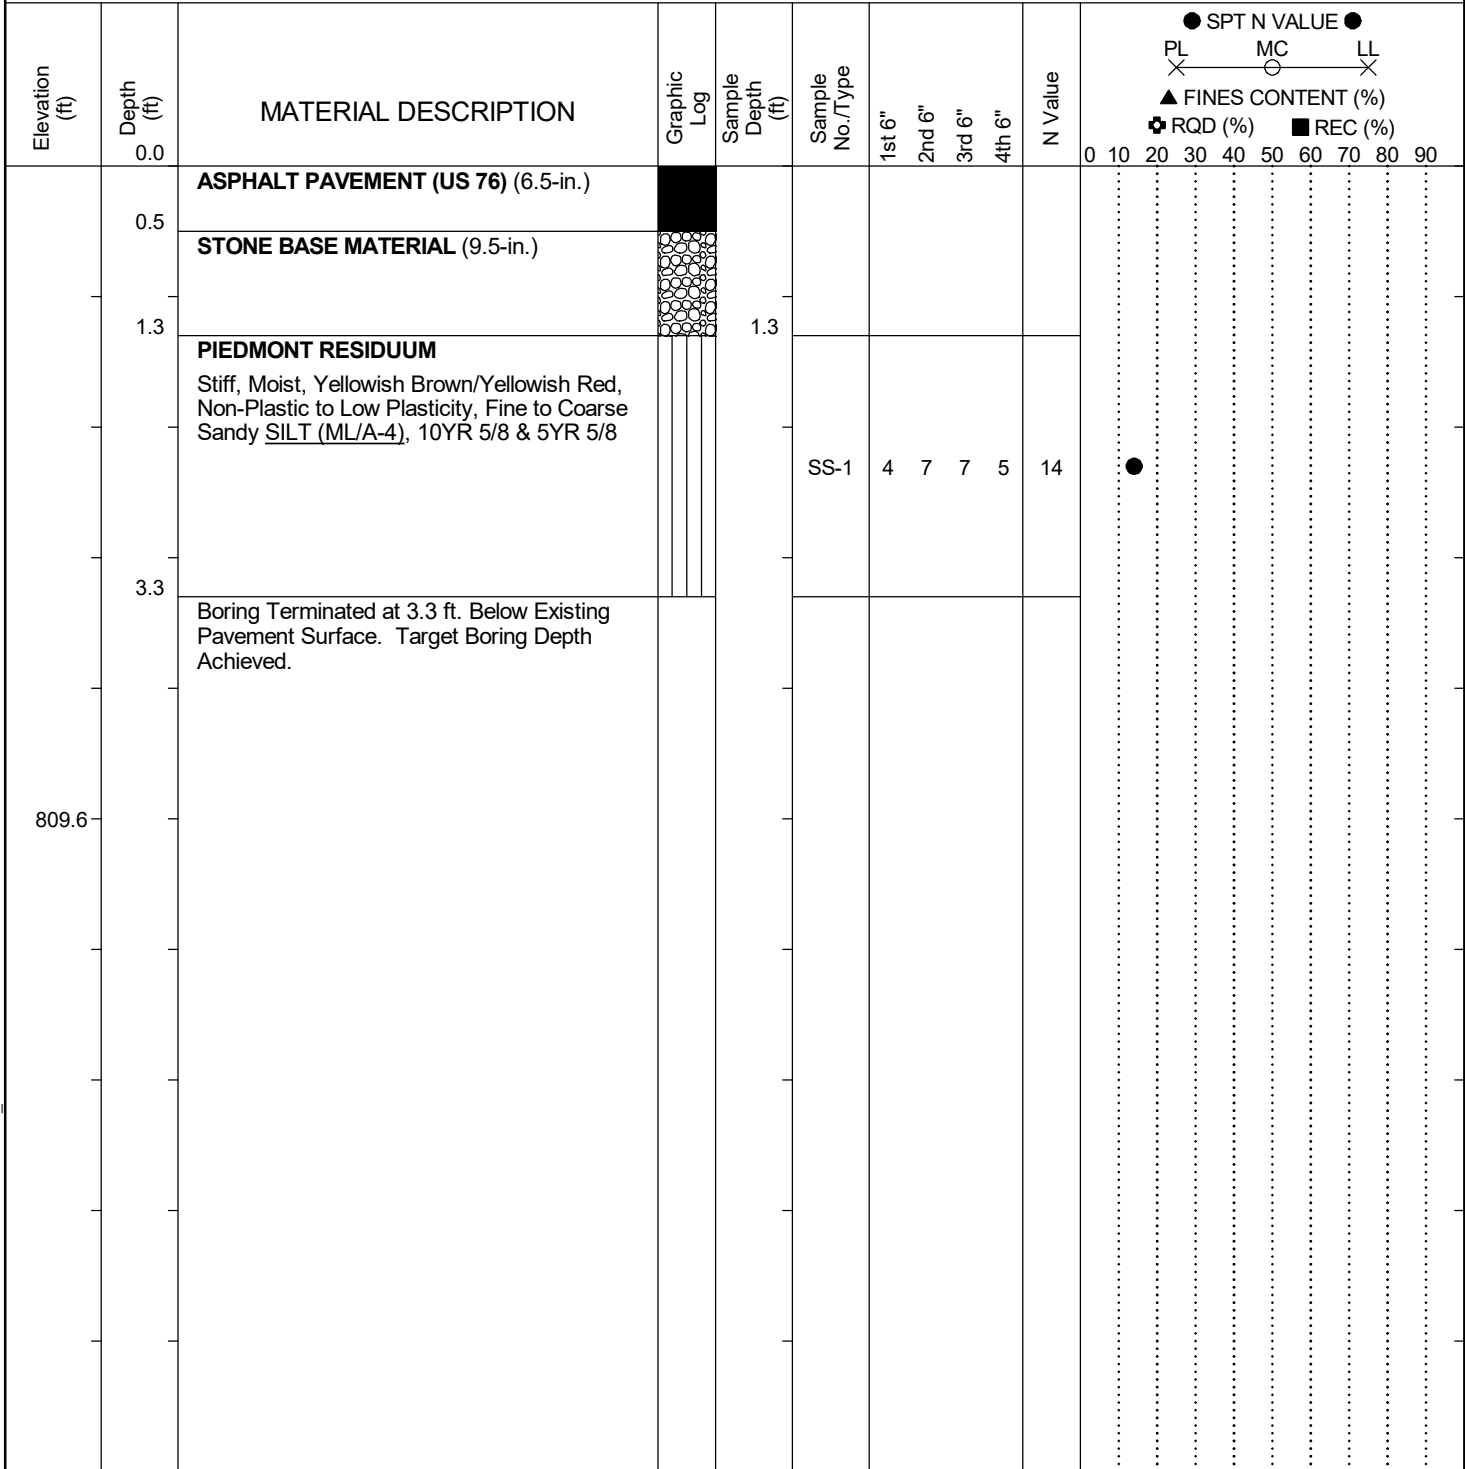 ● SPT N VALUE ●
PL MC LL
▲ FINES CONTENT (%)
RQD (%) ■ REC (%)
Elevation
(ft)
Depth
(ft)
0.0
MATERIAL DESCRIPTION
Graphic
Log
Sample
Depth
(ft)
Sample
No./Type
1st 6"
2nd 6"
3rd 6"
4th 6"
N Value
0 10 20 30 40 50 60 70 80 90
ASPHALT PAVEMENT (US 76) (6.5-in.)
0.5
STONE BASE MATERIAL (9.5-in.)
1.3 1.3
PIEDMONT RESIDUUM
Stiff, Moist, Yellowish Brown/Yellowish Red,
Non-Plastic to Low Plasticity, Fine to Coarse
Sandy SILT (ML/A-4), 10YR 5/8 & 5YR 5/8
SS-1 4 7 7 5 14
3.3
Boring Terminated at 3.3 ft. Below Existing
Pavement Surface. Target Boring Depth
Achieved.
809.6